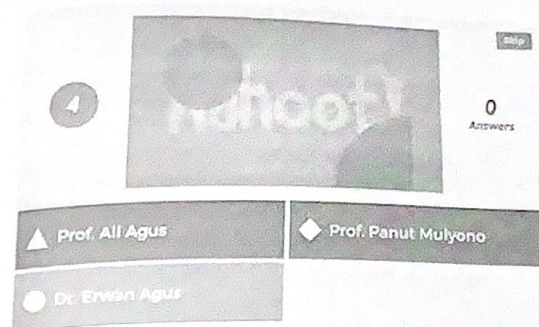 Skip
4
Kahoot!
0
Answers
Prof. Ali Agus
Prof. Panut Mulyono
Dr. Erwan Agus